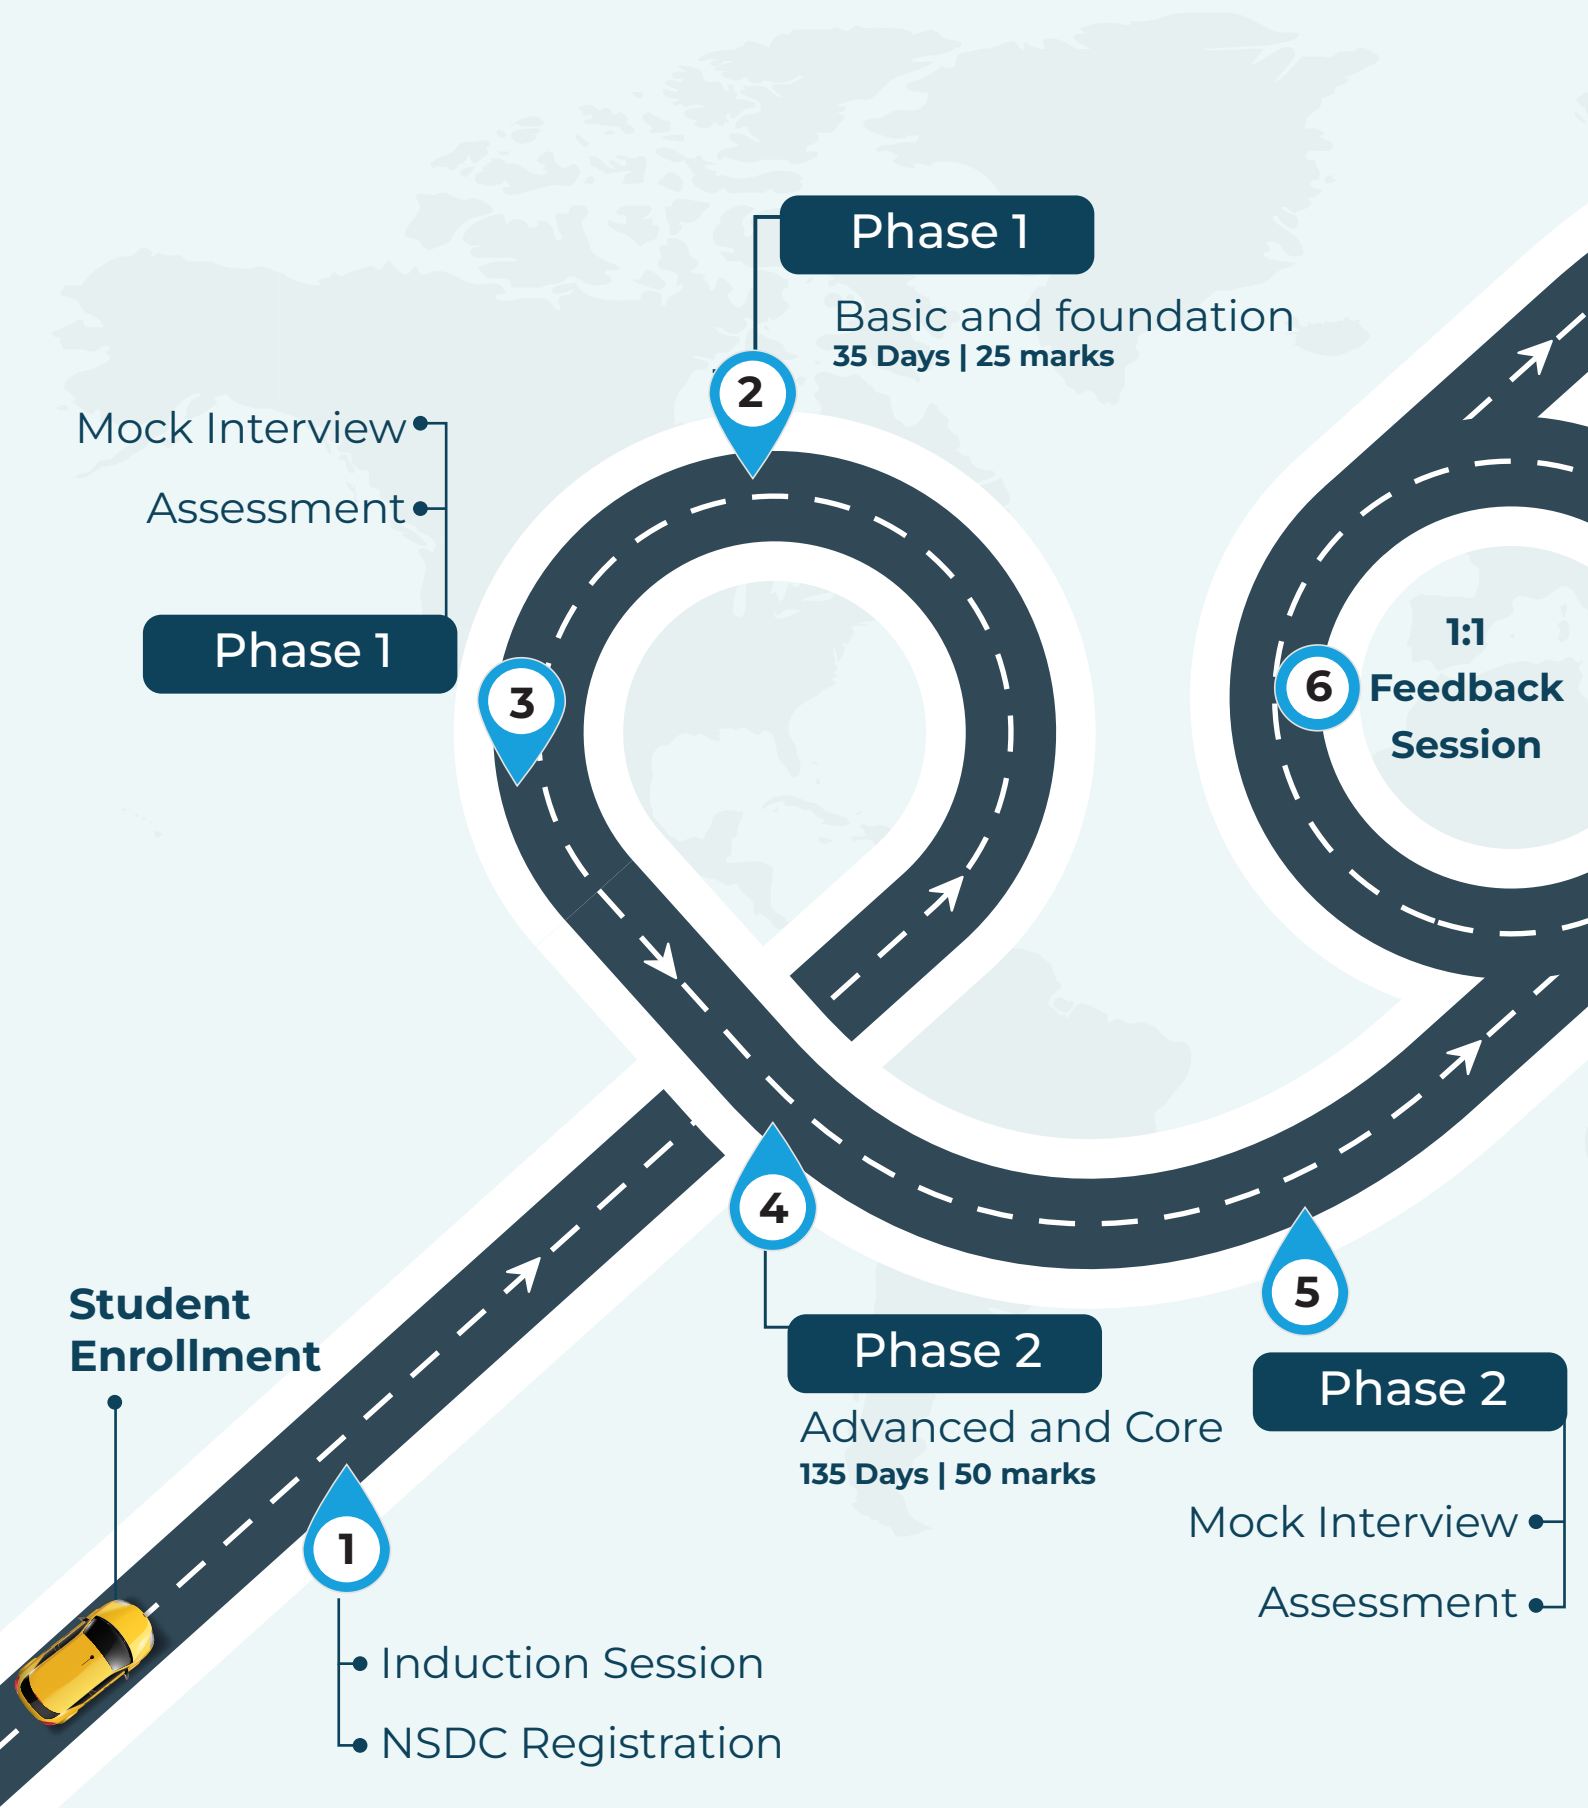 Phase 1
Basic and foundation
35 Days | 25 marks
2
Mock Interview
Assessment
Phase 1
3
1:1
Feedback
Session
6
4
Phase 2
Advanced and Core
135 Days | 50 marks
5
Phase 2
Mock Interview
Assessment
Student
Enrollment
1
Induction Session
NSDC Registration